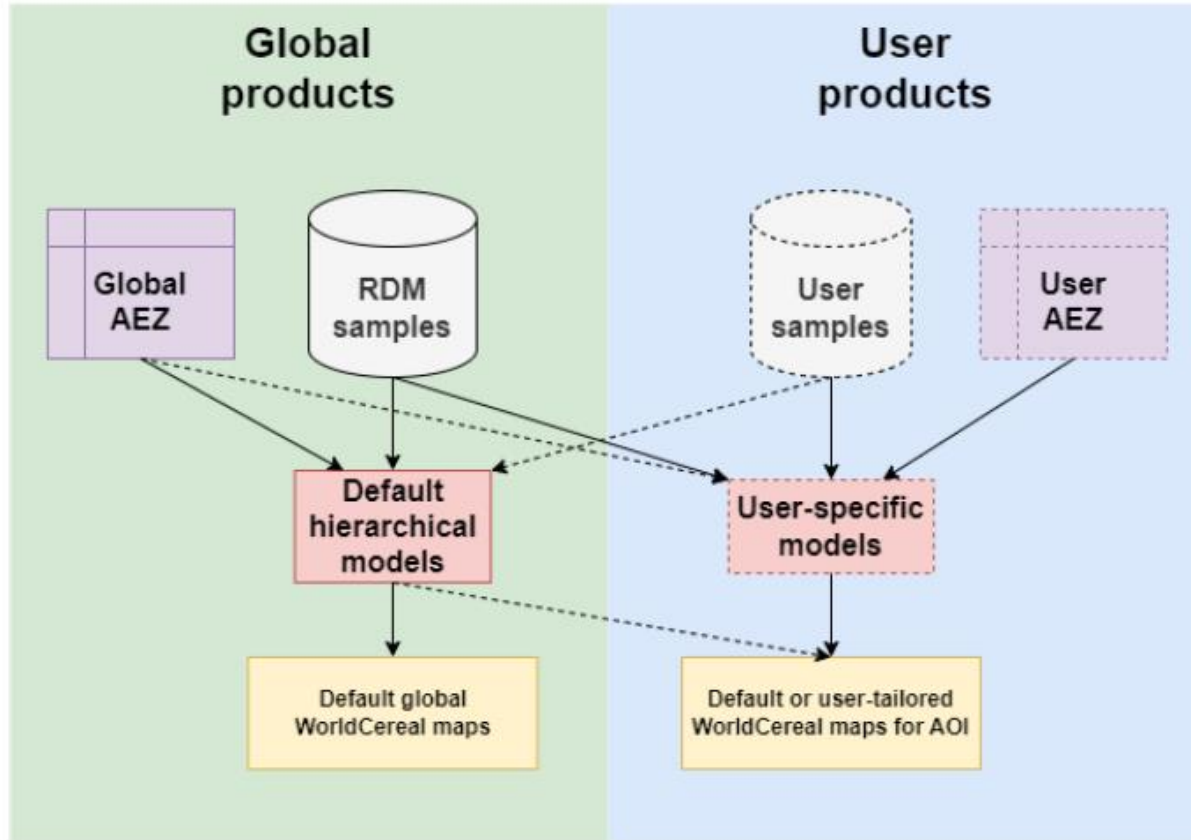 Global
products
User
products
Global
AEZ
RDM
samples
User
samples
User
AEZ
Default
hierarchical
models
User-specific
models
Default global
WorldCereal maps
Default or user-tailored
WorldCereal maps for AOI